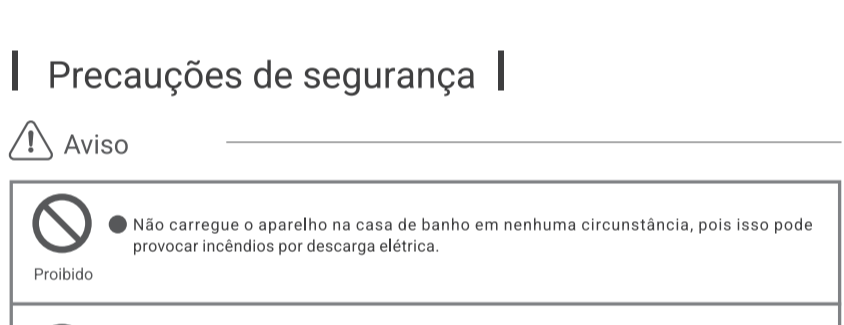 Precauções de segurança
Aviso
Não carregue o aparelho na casa de banho em nenhuma circunstância, pois isso pode
provocar incêndios por descarga elétrica.
Proibido